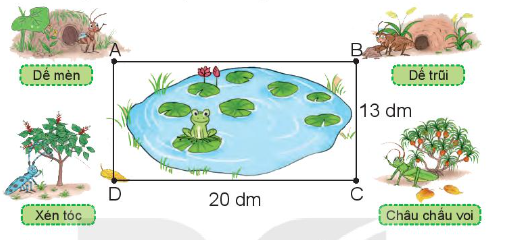 A
B
Dế mèn
Dế trũi
13 dm
D
20 dm
C
Xén tóc
Châu chấu voi